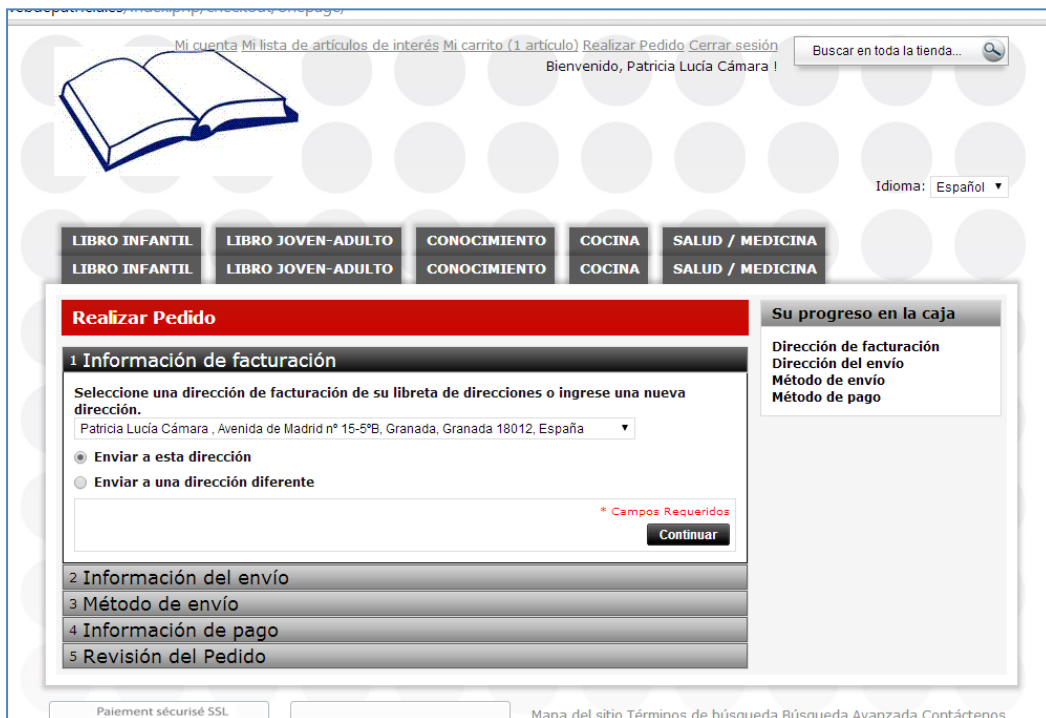 Mi cuenta Mi lista de artículos de interés Mi carrito (1 artículo) Realizar Pedido Cerrar sesión
Bienvenido, Patricia Lucía Cámara !
Buscar en toda la tienda...
Idioma: Español
LIBRO INFANTIL LIBRO JOVEN-ADULTO CONOCIMIENTO COCINA SALUD / MEDICINA
LIBRO INFANTIL LIBRO JOVEN-ADULTO CONOCIMIENTO COCINA SALUD / MEDICINA
Realizar Pedido
1 Información de facturación
Seleccione una dirección de facturación de su libreta de direcciones o ingrese una nueva
dirección.
Patricia Lucía Cámara , Avenida de Madrid nº 15-5ºB, Granada, Granada 18012, España
Enviar a esta dirección
Enviar a una dirección diferente
* Campos Requeridos
Continuar
2 Información del envío
3 Método de envío
4 Información de pago
5 Revisión del Pedido
Su progreso en la caja
Dirección de facturación
Dirección del envío
Método de envío
Método de pago
Paiement sécurisé SSL
Mapa del sitio Términos de búsqueda Búsqueda Avanzada Contáctenos